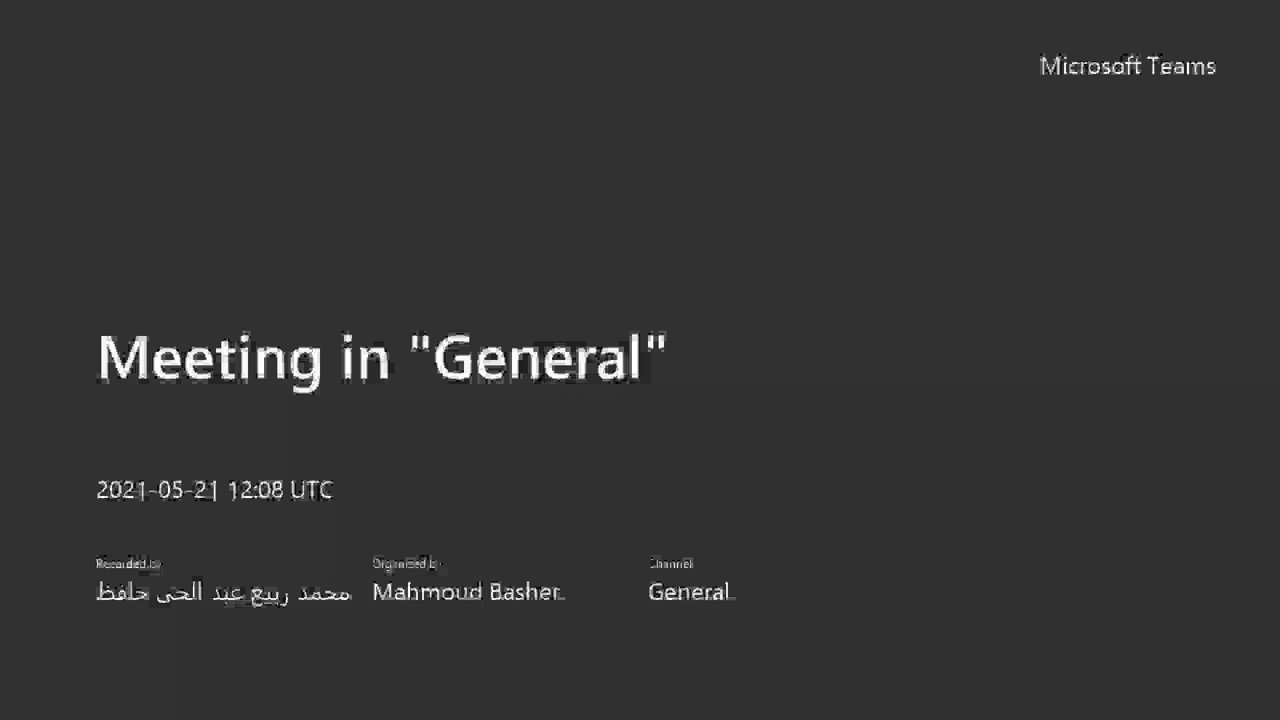 Microsoft Teams
Meeting in "General"
2021-05-21 12:08 UTC
Recorded by Organized by Channel
محمد ربيع عبد الحى حافظ Mahmoud Basher General